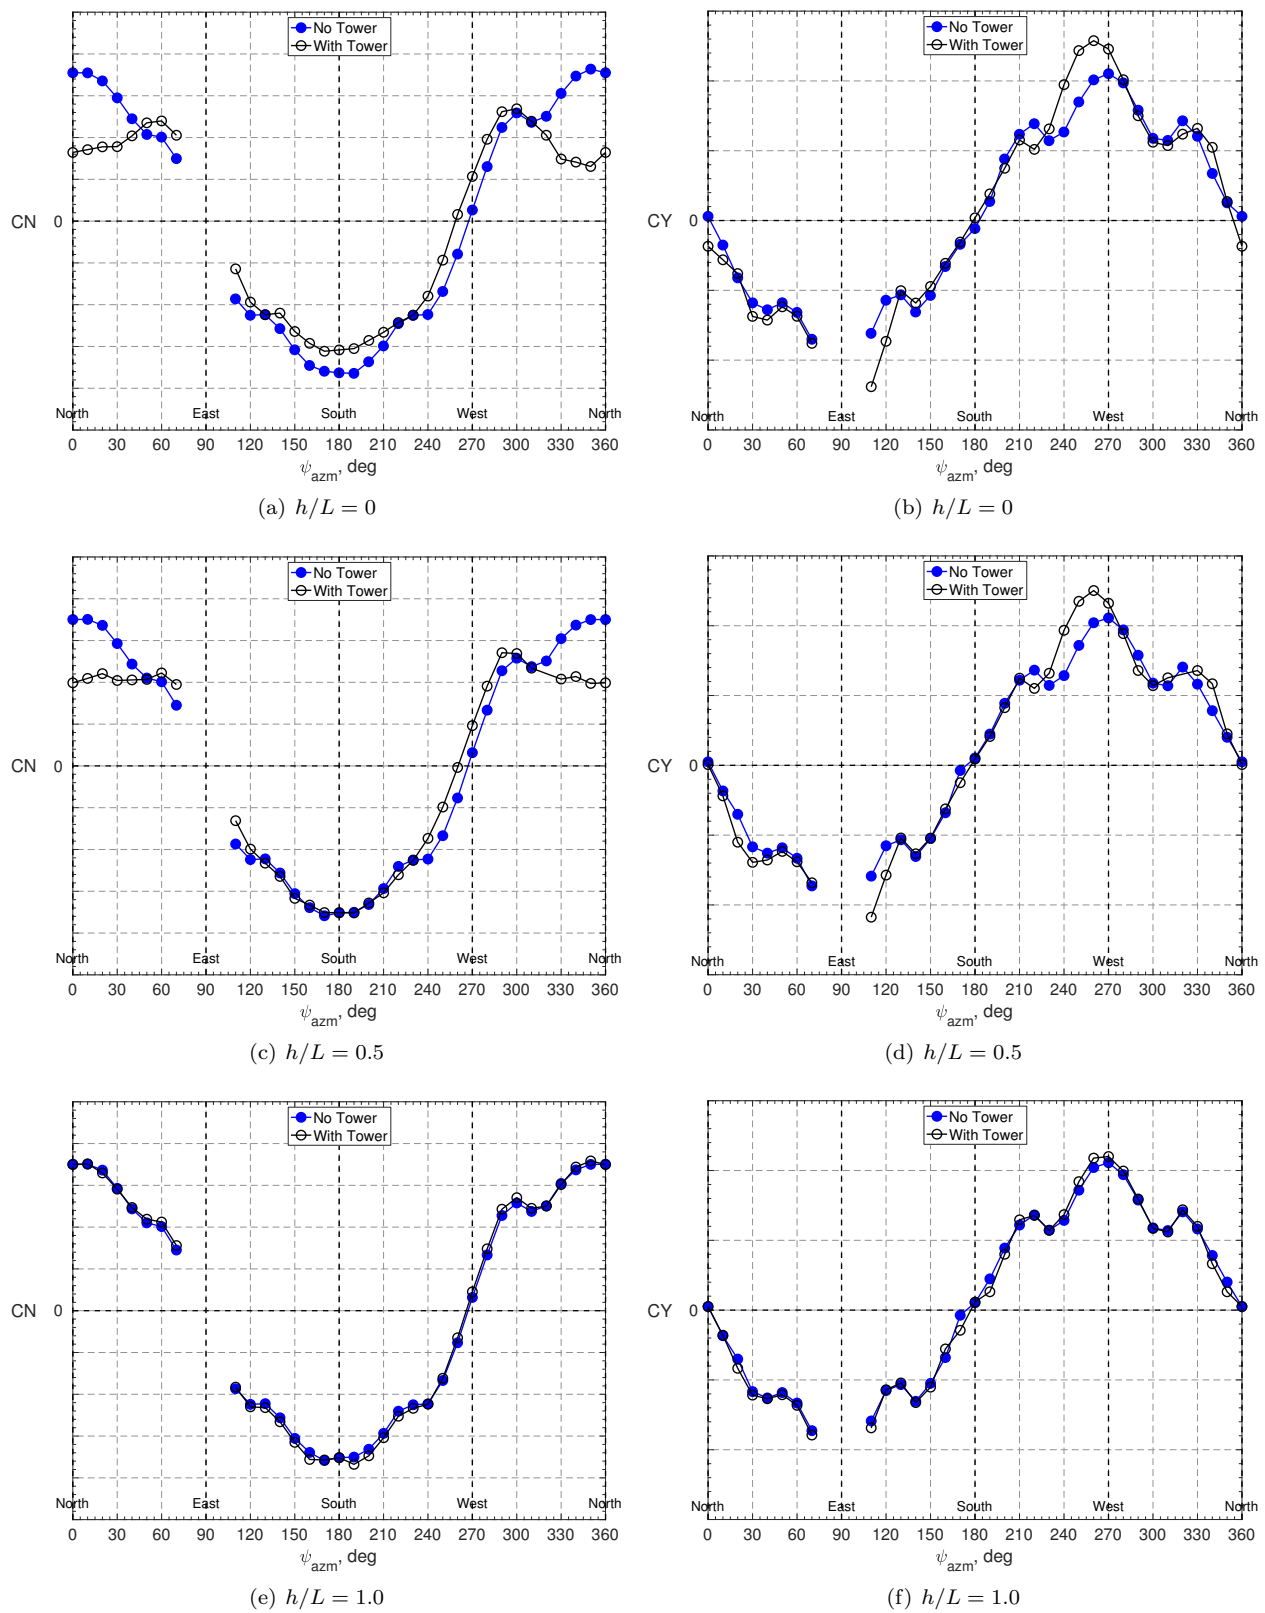 No Tower
With Tower
CN 0
North East South West North
0 30 60 90 120 150 180 210 240 270 300 330 360
ψazm, deg
(a) h/L = 0
No Tower
With Tower
CY 0
North East South West North
0 30 60 90 120 150 180 210 240 270 300 330 360
ψazm, deg
(b) h/L = 0
No Tower
With Tower
CN 0
North East South West North
0 30 60 90 120 150 180 210 240 270 300 330 360
ψazm, deg
(c) h/L = 0.5
No Tower
With Tower
CY 0
North East South West North
0 30 60 90 120 150 180 210 240 270 300 330 360
ψazm, deg
(d) h/L = 0.5
No Tower
With Tower
CN 0
North East South West North
0 30 60 90 120 150 180 210 240 270 300 330 360
ψazm, deg
(e) h/L = 1.0
No Tower
With Tower
CY 0
North East South West North
0 30 60 90 120 150 180 210 240 270 300 330 360
ψazm, deg
(f) h/L = 1.0